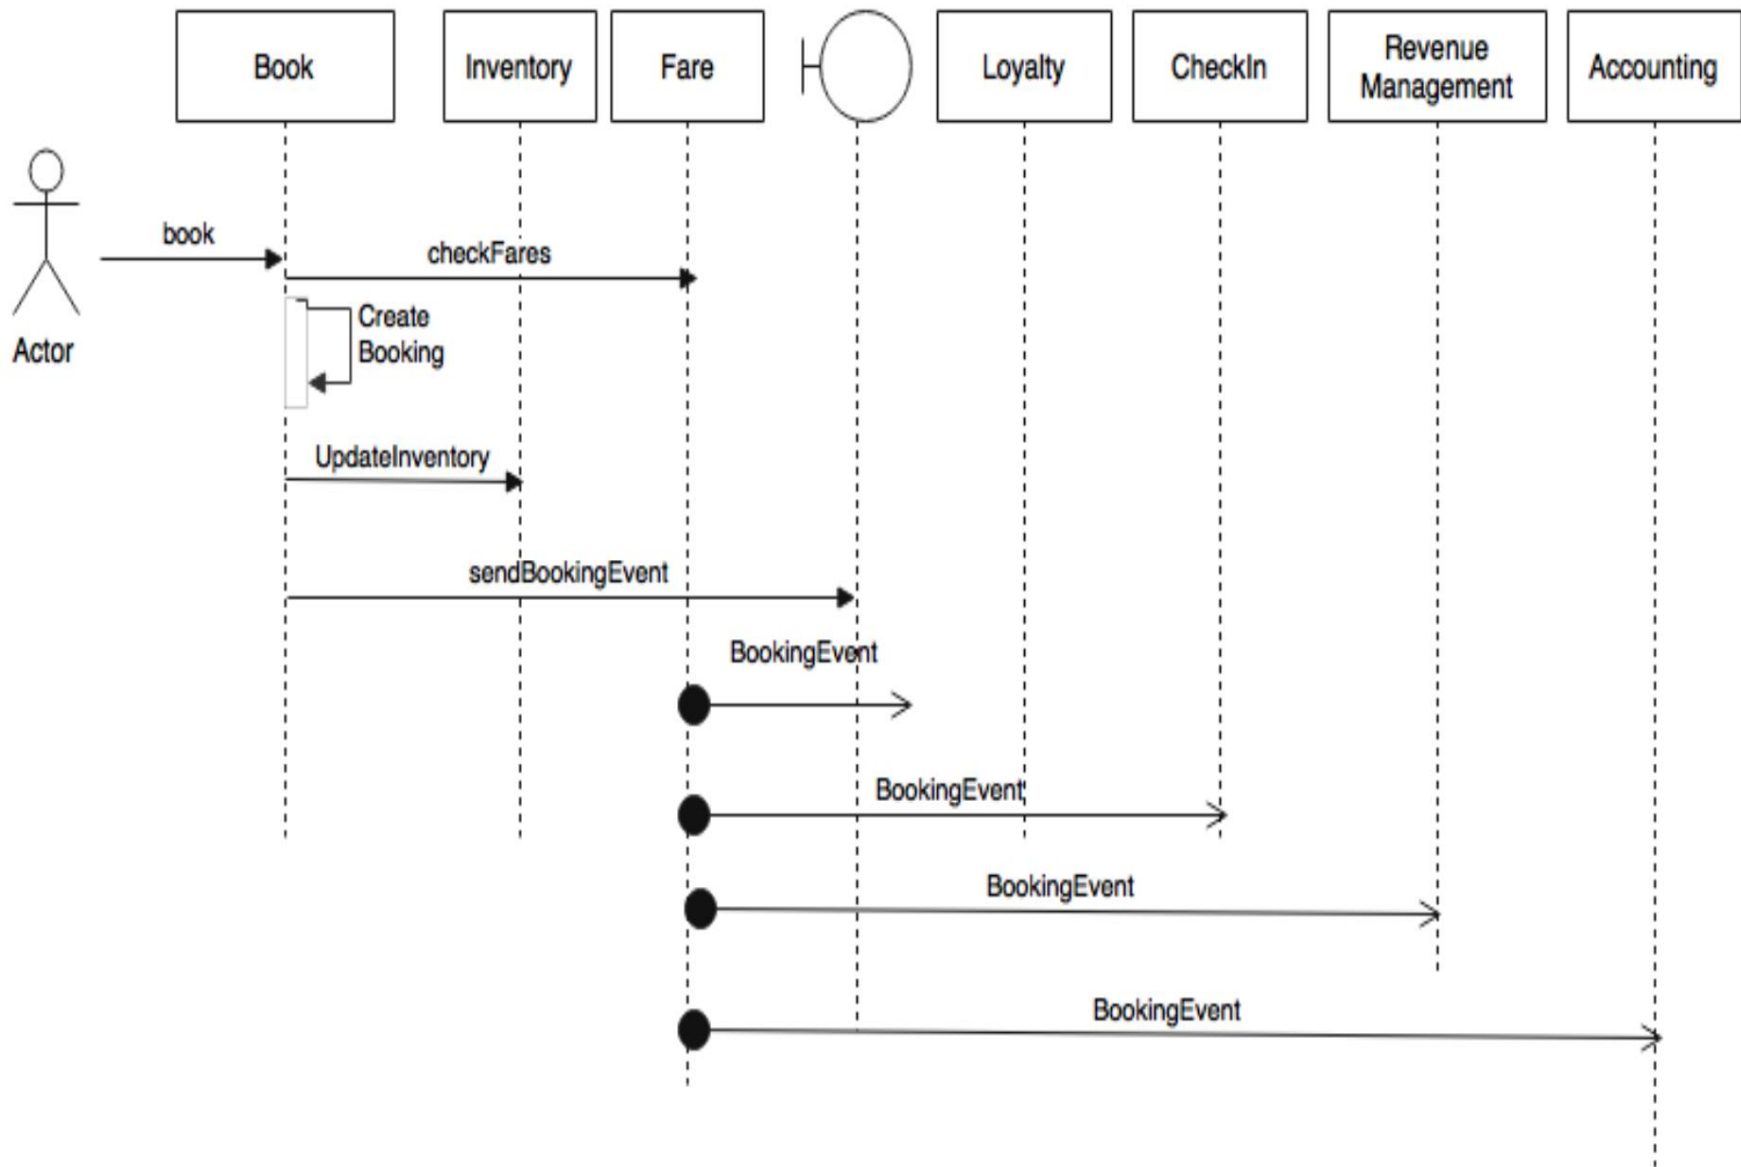 Book
Inventory
Fare
Loyalty
CheckIn
Revenue
Management
Accounting
book
checkFares
Actor
Create
Booking
UpdateInventory
sendBookingEvent
BookingEvent
BookingEvent
BookingEvent
BookingEvent